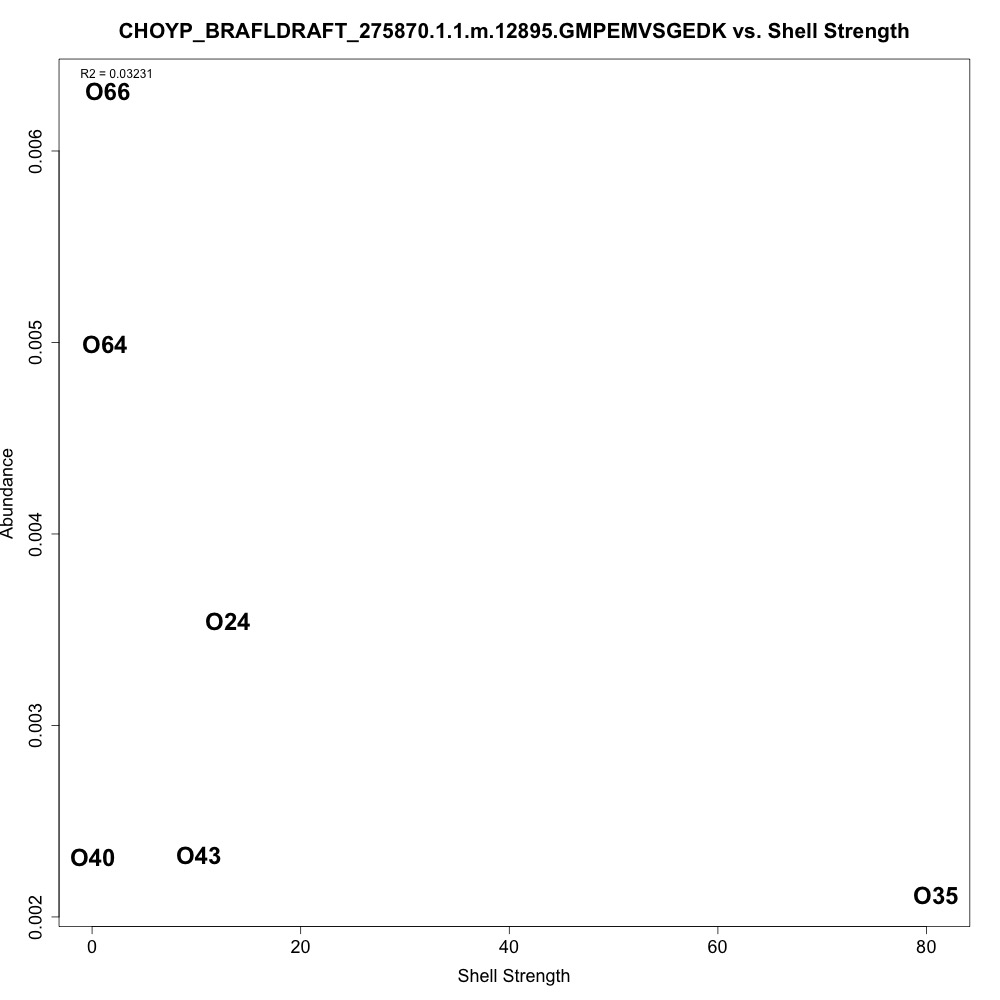 CHOYP_BRAFLDRAFT_275870.1.1.m.12895.GMPEMVSGEDK vs. Shell Strength
R2 = 0.03231
O66
0.006
O64
0.005
Abundance
0.004
O24
0.003
O40
O43
O35
0.002
0 20 40 60 80
Shell Strength